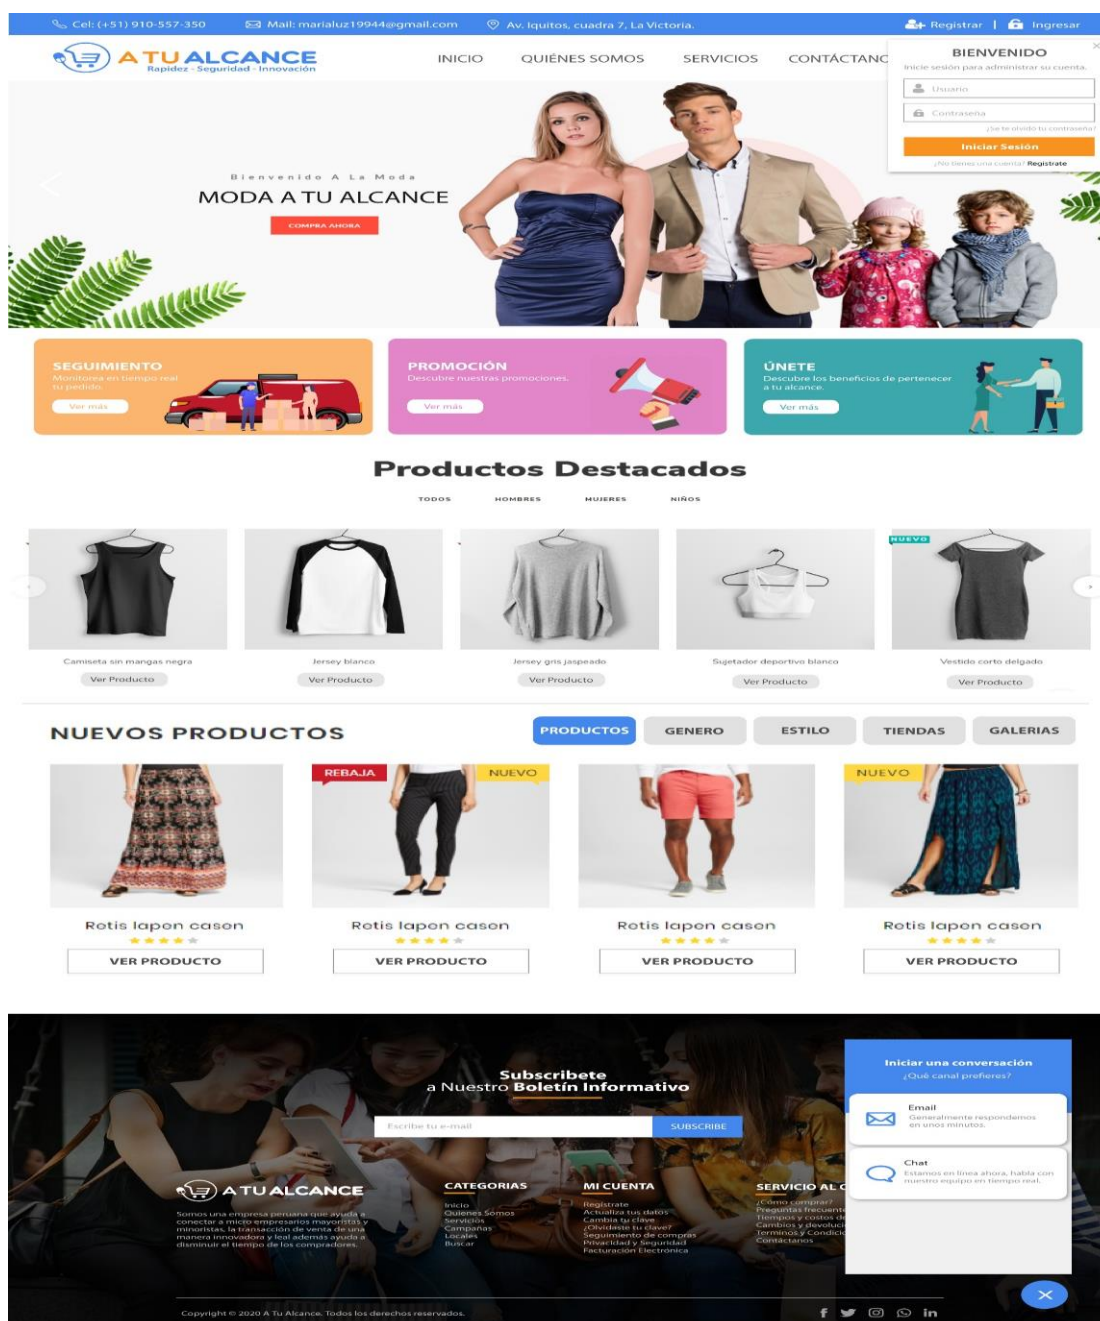 Cel: (+51) 910-557-350
Mail: marialuz19944@gmail.com
Av. Iquitos, cuadra 7, La Victoria.
Registrar | Ingresar
A TU ALCANCE
Rapidez - Seguridad - Innovación
INICIO
QUIÉNES SOMOS
SERVICIOS
CONTÁCTANO
×
BIENVENIDO
Inicie sesión para administrar su cuenta.
Usuario
Contraseña
¿Se te olvido tu contraseña?
Iniciar Sesión
¿No tienes una cuenta? Registrate
Bienvenido A La Moda
MODA A TU ALCANCE
COMPRA AHORA
SEGUIMIENTO
Monitorea en tiempo real
tu pedido.
Ver más
PROMOCIÓN
Descubre nuestras promociones.
Ver más
ÚNETE
Descubre los beneficios de pertenecer
a tu alcance.
Ver más
Productos Destacados
TODOS
HOMBRES
MUJERES
NIÑOS
NUEVO
Camiseta sin mangas negra
Ver Producto
Jersey blanco
Ver Producto
Jersey gris jaspeado
Ver Producto
Sujetador deportivo blanco
Ver Producto
Vestido corto delgado
Ver Producto
NUEVOS PRODUCTOS
PRODUCTOS
GENERO
ESTILO
TIENDAS
GALERIAS
REBAJA
NUEVO
NUEVO
Rotis lapon cason
VER PRODUCTO
Rotis lapon cason
VER PRODUCTO
Rotis lapon cason
VER PRODUCTO
Rotis lapon cason
VER PRODUCTO
Subscribete
a Nuestro Boletín Informativo
Escribe tu e-mail
SUBSCRIBE
Iniciar una conversación
¿Qué canal prefieres?
Email
Generalmente respondemos
en unos minutos.
Chat
Estamos en línea ahora, habla con
nuestro equipo en tiempo real.
A TU ALCANCE
Somos una empresa peruana que ayuda a
conectar a micro empresarios mayoristas y
minoristas, la transacción de venta de una
manera innovadora y leal además ayuda a
disminuir el tiempo de los compradores.
CATEGORIAS
Inicio
Quienes Somos
Servicios
Campañas
Locales
Buscar
MI CUENTA
Registrate
Actualiza tus datos
Cambia tu clave
¿Olvidaste tu clave?
Seguimiento de compras
Privacidad y Seguridad
Facturación Electrónica
SERVICIO AL C
¿Cómo comprar?
Preguntas frecuente
Tiempos y costos de
Cambios y devoluci
Terminos y Condicio
Contáctanos
Copyright © 2020 A Tu Alcance. Todos los derechos reservados.